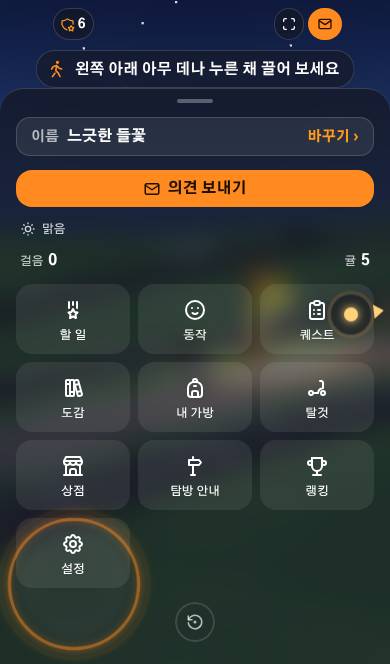 6
왼쪽 아래 아무 데나 누른 채 끌어 보세요
이름 느긋한 들꽃 바꾸기 ›
의견 보내기
맑음
걸음 0 귤 5
할 일 동작 퀘스트
도감 내 가방 탈것
상점 탐방 안내 랭킹
설정